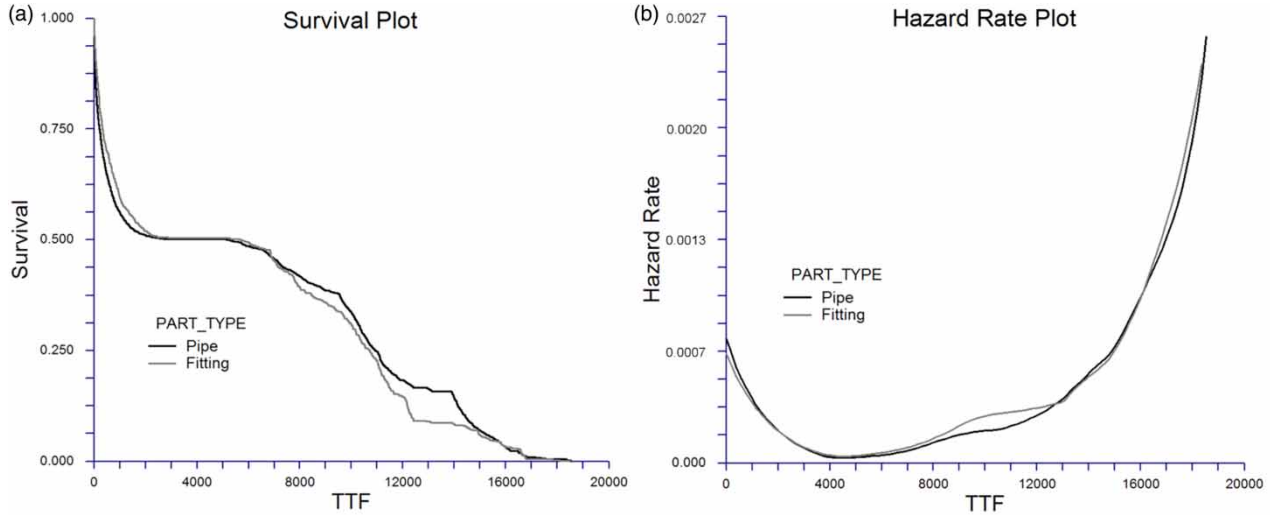 (a)
Survival Plot
1.000
0.750
0.500
0.250
0.000
Survival
PART_TYPE
Pipe
Fitting
0
4000
8000
12000
16000
20000
TTF
(b)
Hazard Rate Plot
0.0027
0.0020
0.0013
0.0007
0.000
Hazard Rate
PART_TYPE
Pipe
Fitting
0
4000
8000
12000
16000
20000
TTF